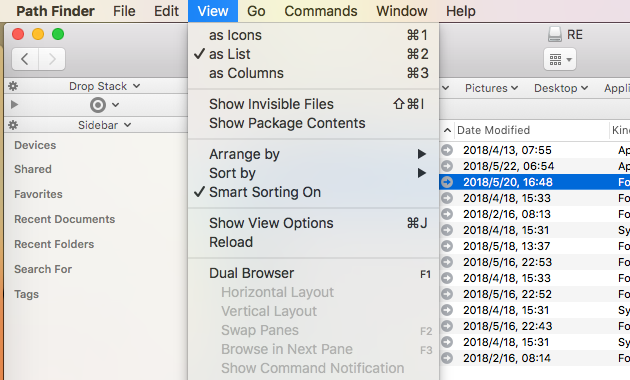 Path Finder File Edit View Go Commands Window Help
RE
Drop Stack
Sidebar
Devices
Shared
Favorites
Recent Documents
Recent Folders
Search For
Tags
as Icons ⌘1
✓ as List ⌘2
as Columns ⌘3
Show Invisible Files ⇧⌘I
Show Package Contents
Arrange by ▶
Sort by ▶
✓ Smart Sorting On
Show View Options ⌘J
Reload
Dual Browser F1
Horizontal Layout
Vertical Layout
Swap Panes F2
Browse in Next Pane F3
Show Command Notification
Pictures Desktop Appli
Date Modified Kin
2018/4/13, 07:55 Ap
2018/5/22, 06:54 Ap
2018/5/20, 16:48 Fo
2018/4/18, 15:33 Fo
2018/2/16, 08:13 Fo
2018/4/18, 15:31 Sy
2018/5/18, 13:37 Fo
2018/5/16, 22:53 Fo
2018/4/18, 15:33 Fo
2018/5/16, 22:52 Fo
2018/4/18, 15:31 Sy
2018/5/16, 22:43 Fo
2018/4/18, 15:31 Sy
2018/2/16, 08:14 Fo